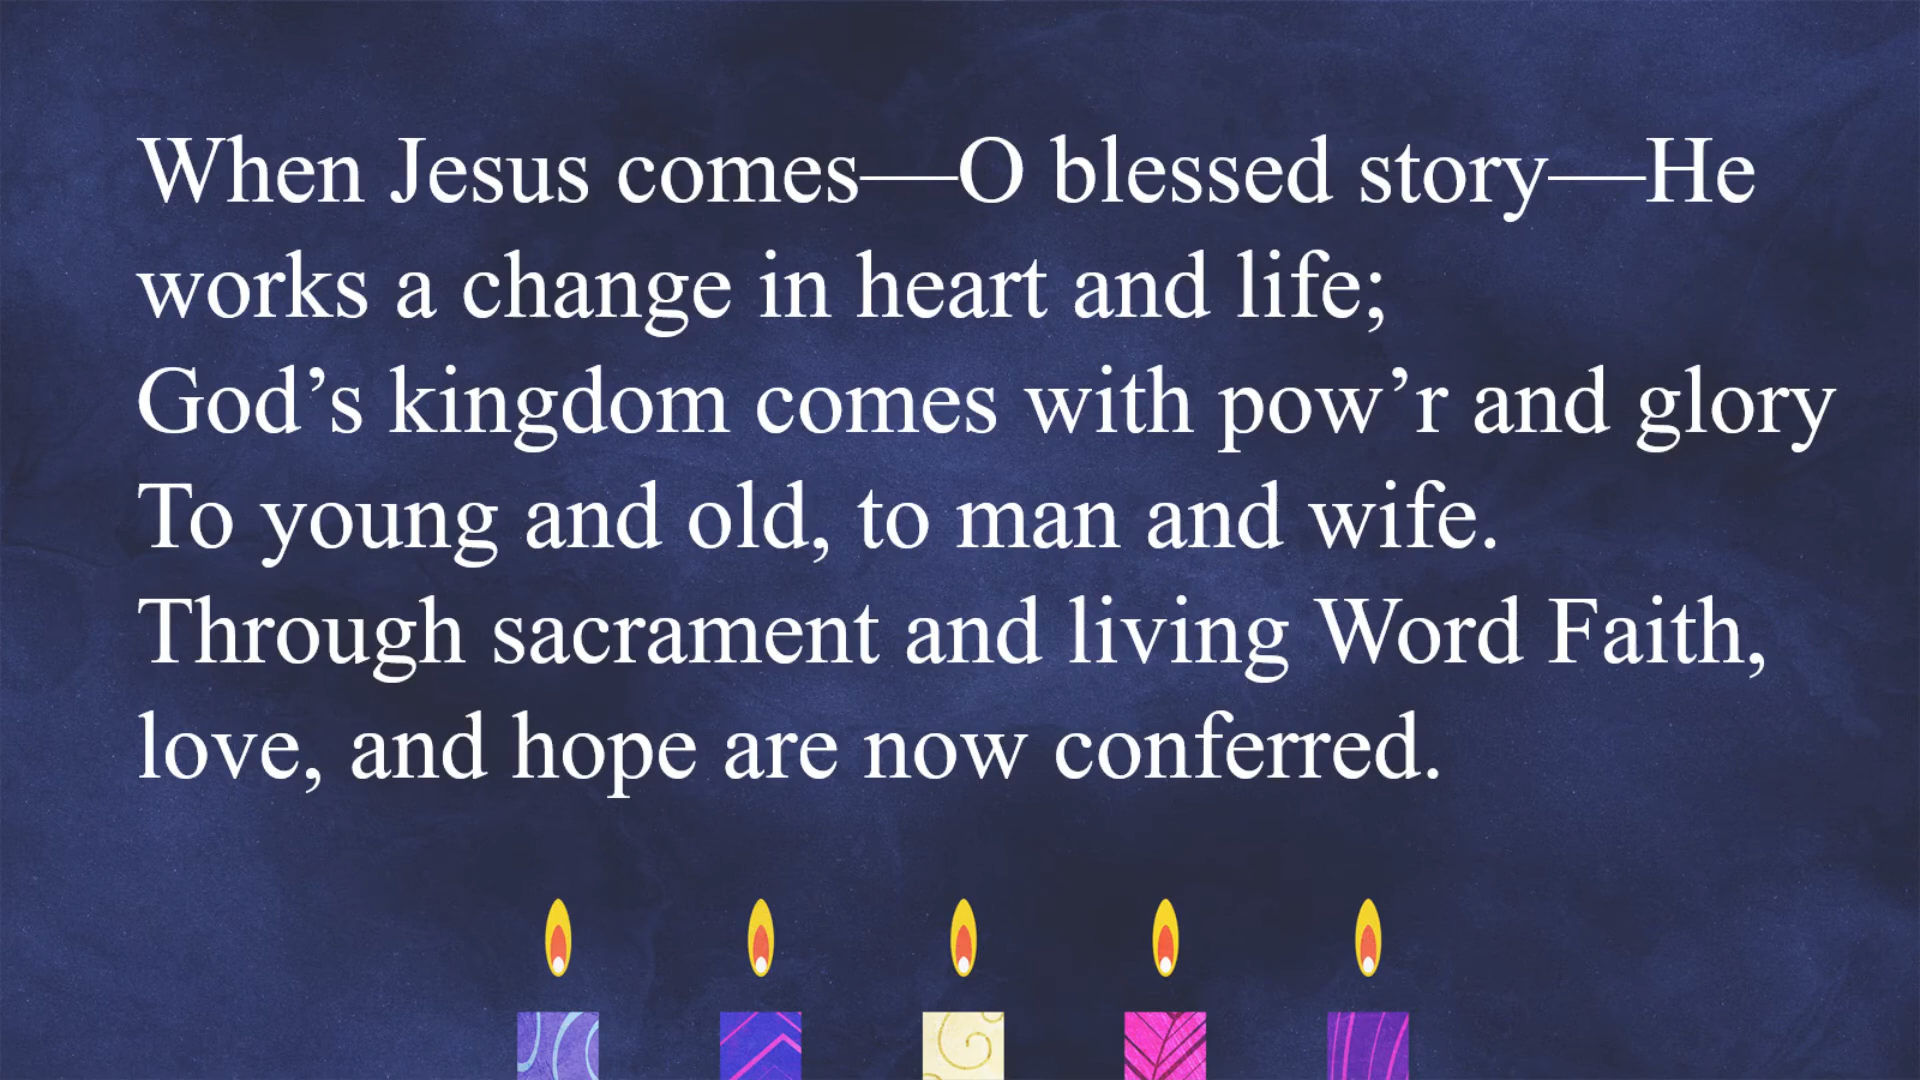 When Jesus comes—O blessed story—He
works a change in heart and life;
God’s kingdom comes with pow’r and glory
To young and old, to man and wife.
Through sacrament and living Word Faith,
love, and hope are now conferred.